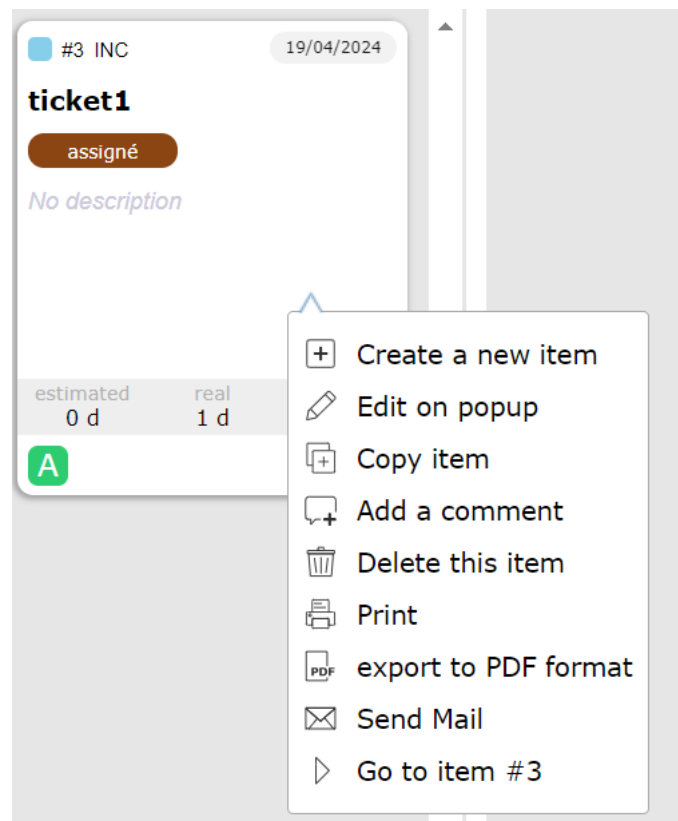 #3 INC 19/04/2024
ticket1
assigné
No description
estimated real
0 d 1 d
A
Create a new item
Edit on popup
Copy item
Add a comment
Delete this item
Print
PDF export to PDF format
Send Mail
Go to item #3